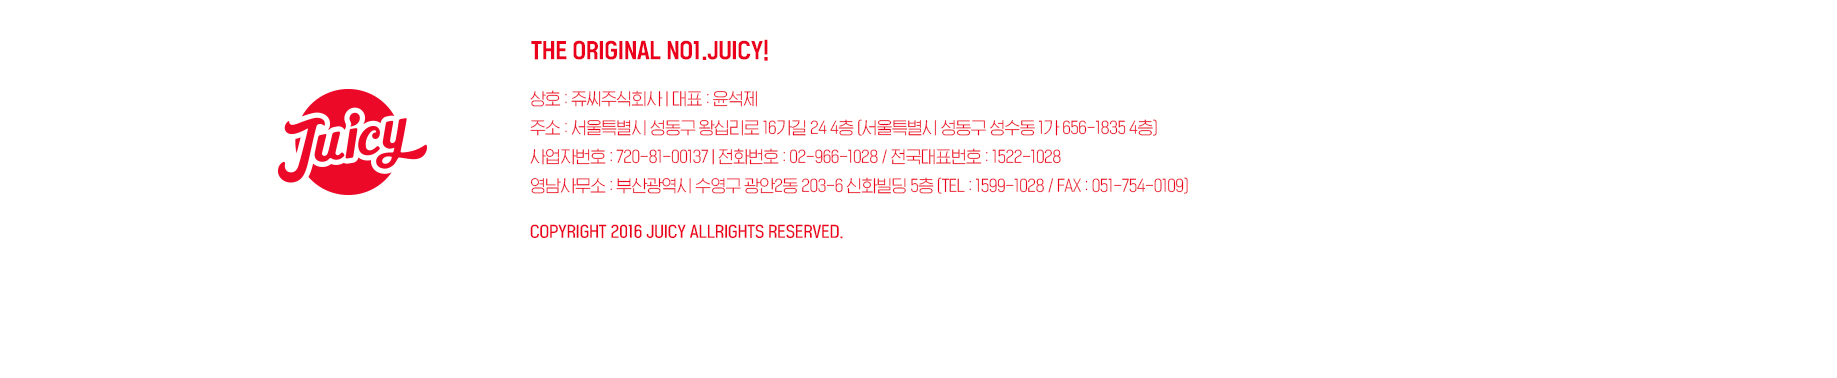 THE ORIGINAL NO1.JUICY!
Juicy
상호 : 쥬씨주식회사 | 대표 : 윤석제
주소 : 서울특별시 성동구 왕십리로 16가길 24 4층 (서울특별시 성동구 성수동 1가 656-1835 4층)
사업자번호 : 720-81-00137 | 전화번호 : 02-966-1028 / 전국대표번호 : 1522-1028
영남사무소 : 부산광역시 수영구 광안2동 203-6 신화빌딩 5층 (TEL : 1599-1028 / FAX : 051-754-0109)
COPYRIGHT 2016 JUICY ALLRIGHTS RESERVED.